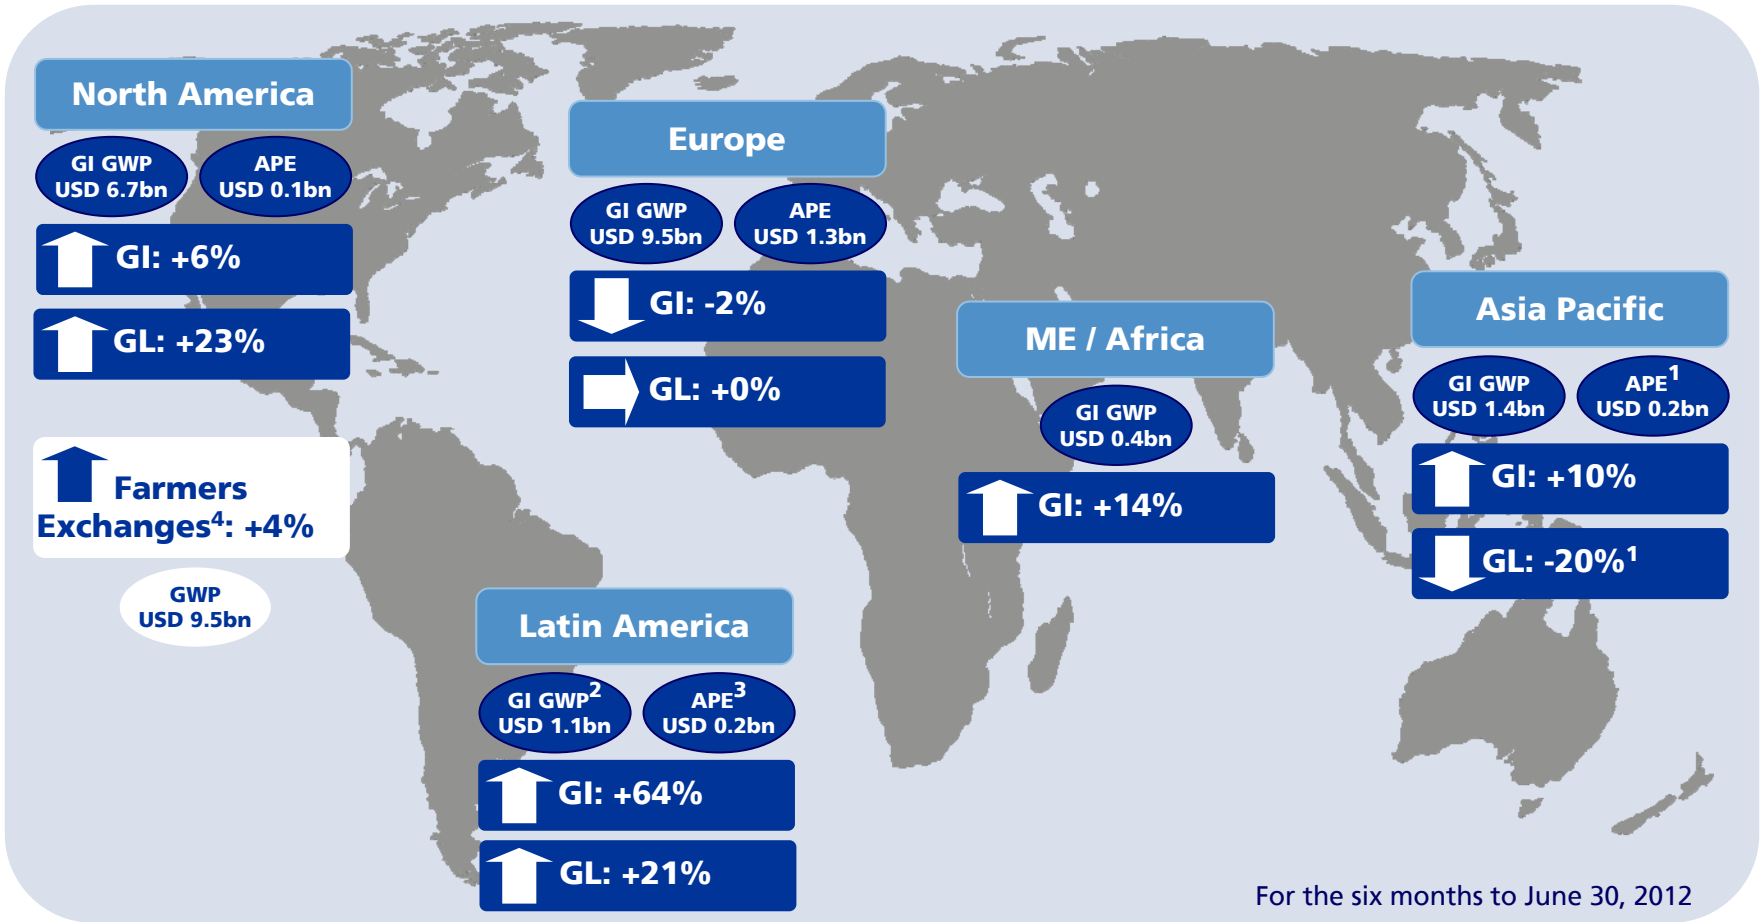 North America
GI GWP
USD 6.7bn
APE
USD 0.1bn
GI: +6%
GL: +23%
Farmers
Exchanges⁴: +4%
GWP
USD 9.5bn
Europe
GI GWP
USD 9.5bn
APE
USD 1.3bn
GI: -2%
GL: +0%
Latin America
GI GWP²
USD 1.1bn
APE³
USD 0.2bn
GI: +64%
GL: +21%
ME / Africa
GI GWP
USD 0.4bn
GI: +14%
Asia Pacific
GI GWP
USD 1.4bn
APE¹
USD 0.2bn
GI: +10%
GL: -20%¹
For the six months to June 30, 2012